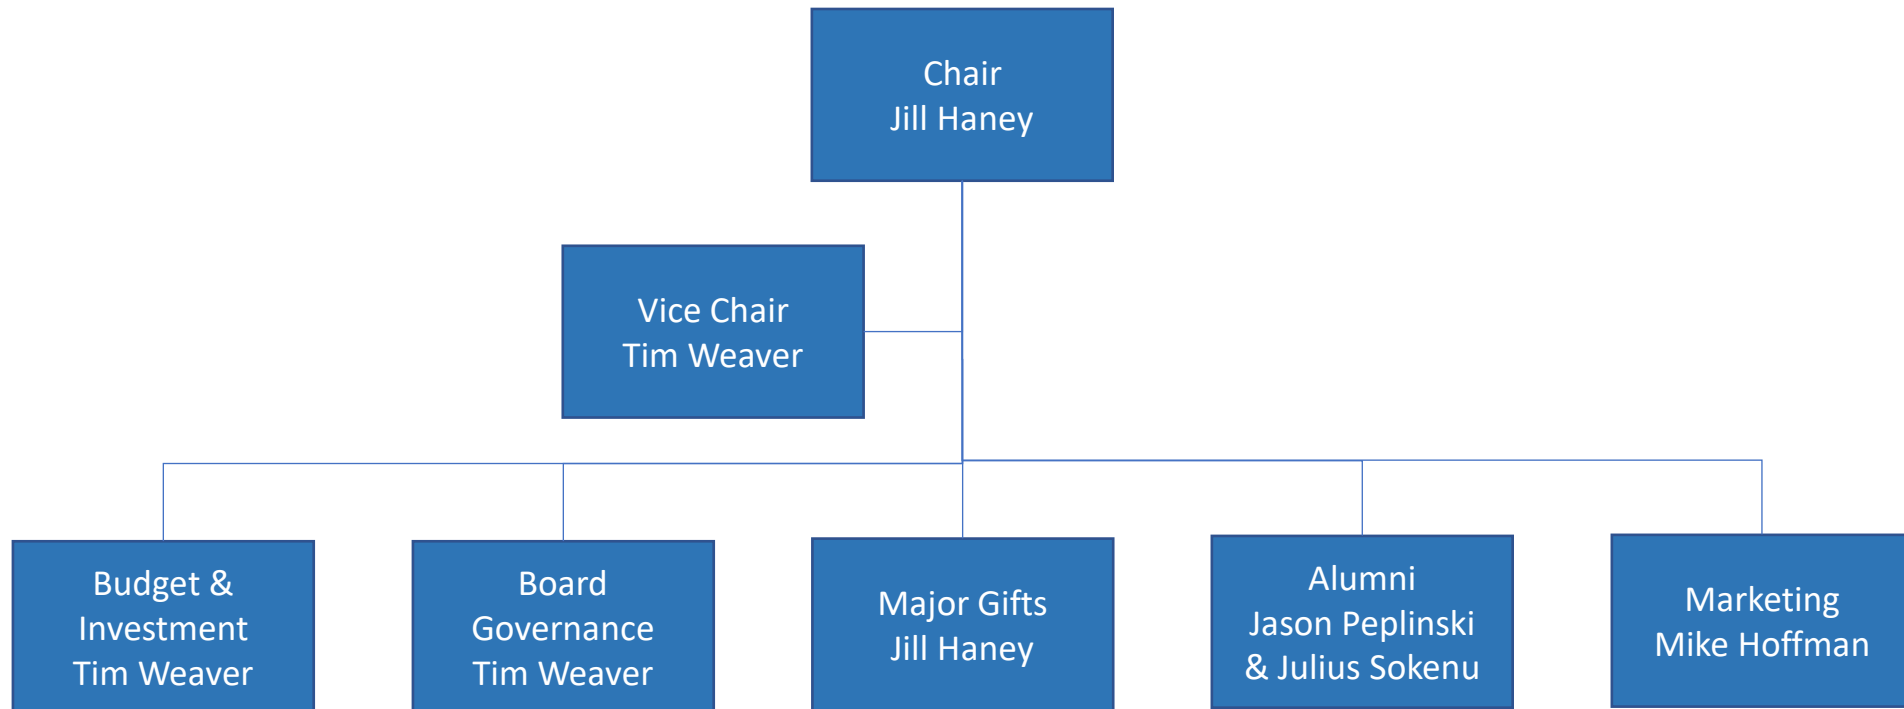 Chair
Jill Haney
Vice Chair
Tim Weaver
Budget &
Investment
Tim Weaver
Board
Governance
Tim Weaver
Major Gifts
Jill Haney
Alumni
Jason Peplinski
& Julius Sokenu
Marketing
Mike Hoffman